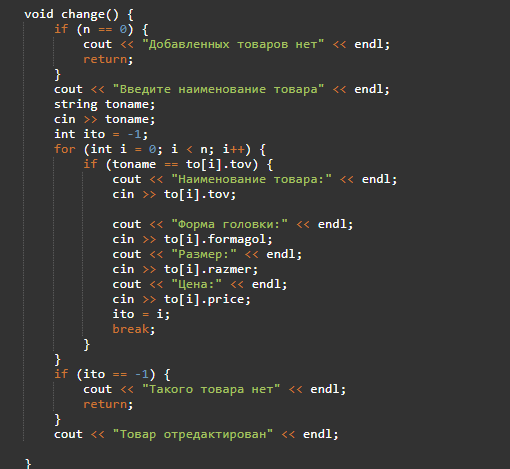 void change() {
if (n == 0) {
cout << "Добавленных товаров нет" << endl;
return;
}
cout << "Введите наименование товара" << endl;
string toname;
cin >> toname;
int ito = -1;
for (int i = 0; i < n; i++) {
if (toname == to[i].tov) {
cout << "Наименование товара:" << endl;
cin >> to[i].tov;
cout << "Форма головки:" << endl;
cin >> to[i].formagol;
cout << "Размер:" << endl;
cin >> to[i].razmer;
cout << "Цена:" << endl;
cin >> to[i].price;
ito = i;
break;
}
}
if (ito == -1) {
cout << "Такого товара нет" << endl;
return;
}
cout << "Товар отредактирован" << endl;
}